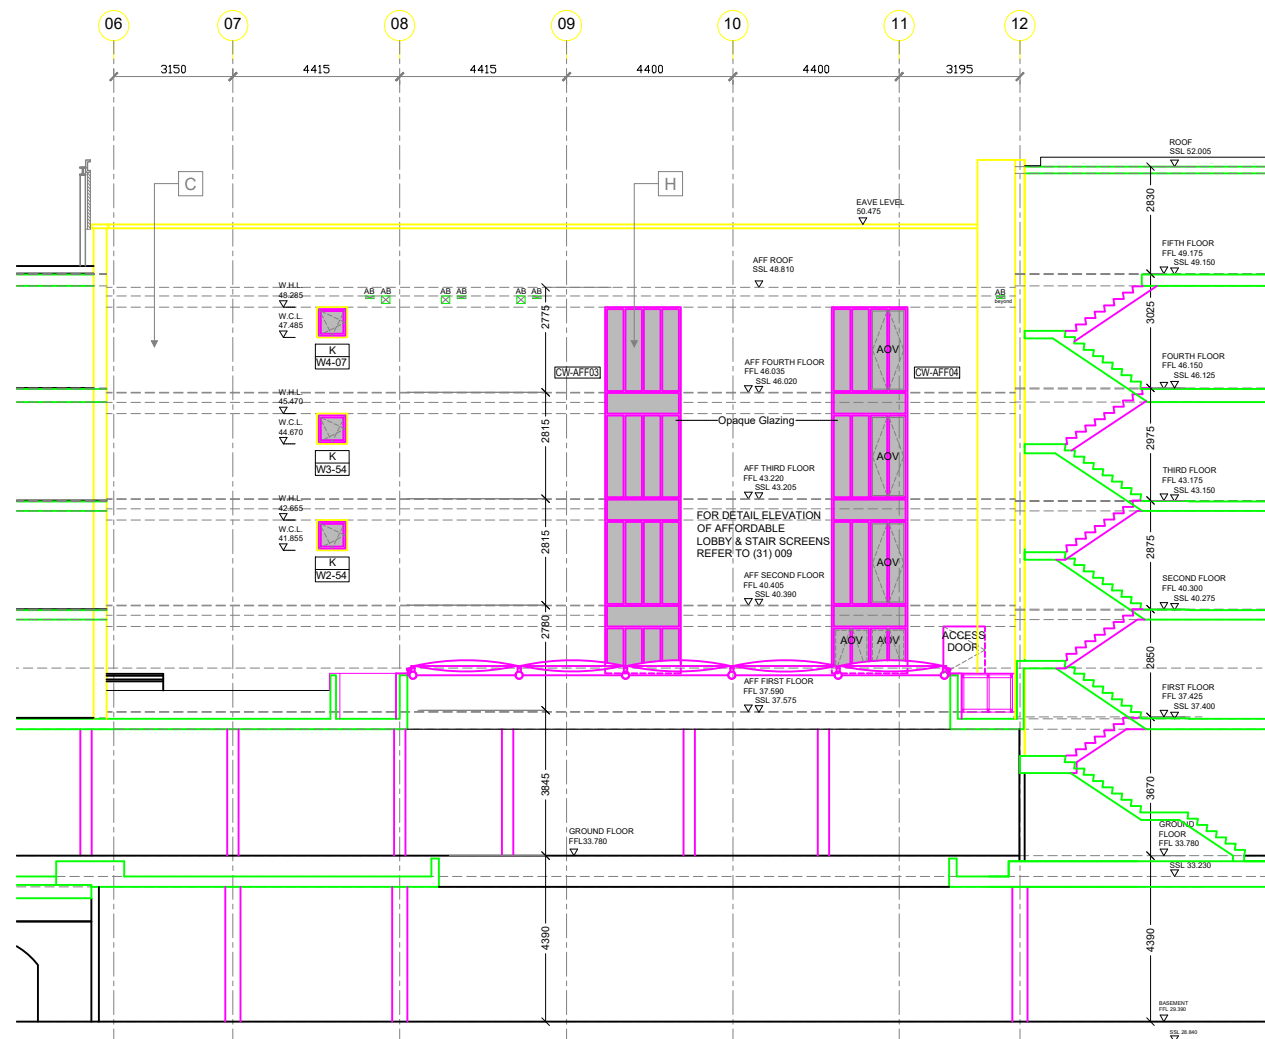 06 07 08 09 10 11 12
3150 4415 4415 4400 4400 3195
ROOF
SSL 52.005
C
H
2830
EAVE LEVEL
50.475
FIFTH FLOOR
FFL 49.175
SSL 49.150
AFF ROOF
SSL 48.810
W.H.L.
48.285
AB AB AB AB AB AB AB
beyond
2775
3025
W.C.L.
47.485
K
W4-07
AOV
FOURTH FLOOR
FFL 46.150
SSL 46.125
AFF FOURTH FLOOR
FFL 46.035
SSL 46.020
CW-AFF03
CW-AFF04
W.H.L.
45.470
Opaque Glazing
W.C.L.
44.670
2815
2975
K
W3-54
AOV
AFF THIRD FLOOR
FFL 43.220
SSL 43.205
THIRD FLOOR
FFL 43.175
SSL 43.150
W.H.L.
42.655
FOR DETAIL ELEVATION
OF AFFORDABLE
LOBBY & STAIR SCREENS
REFER TO (31) 009
W.C.L.
41.855
2815
2875
K
W2-54
AOV
AFF SECOND FLOOR
FFL 40.405
SSL 40.390
SECOND FLOOR
FFL 40.300
SSL 40.275
2780
AOV AOV
ACCESS
DOOR
2850
AFF FIRST FLOOR
FFL 37.590
SSL 37.575
FIRST FLOOR
FFL 37.425
SSL 37.400
3845
3670
GROUND FLOOR
FFL33.780
GROUND
FLOOR
FFL 33.780
SSL 33.230
4390
4390
BASEMENT
FFL 29.390
SSL 28.840